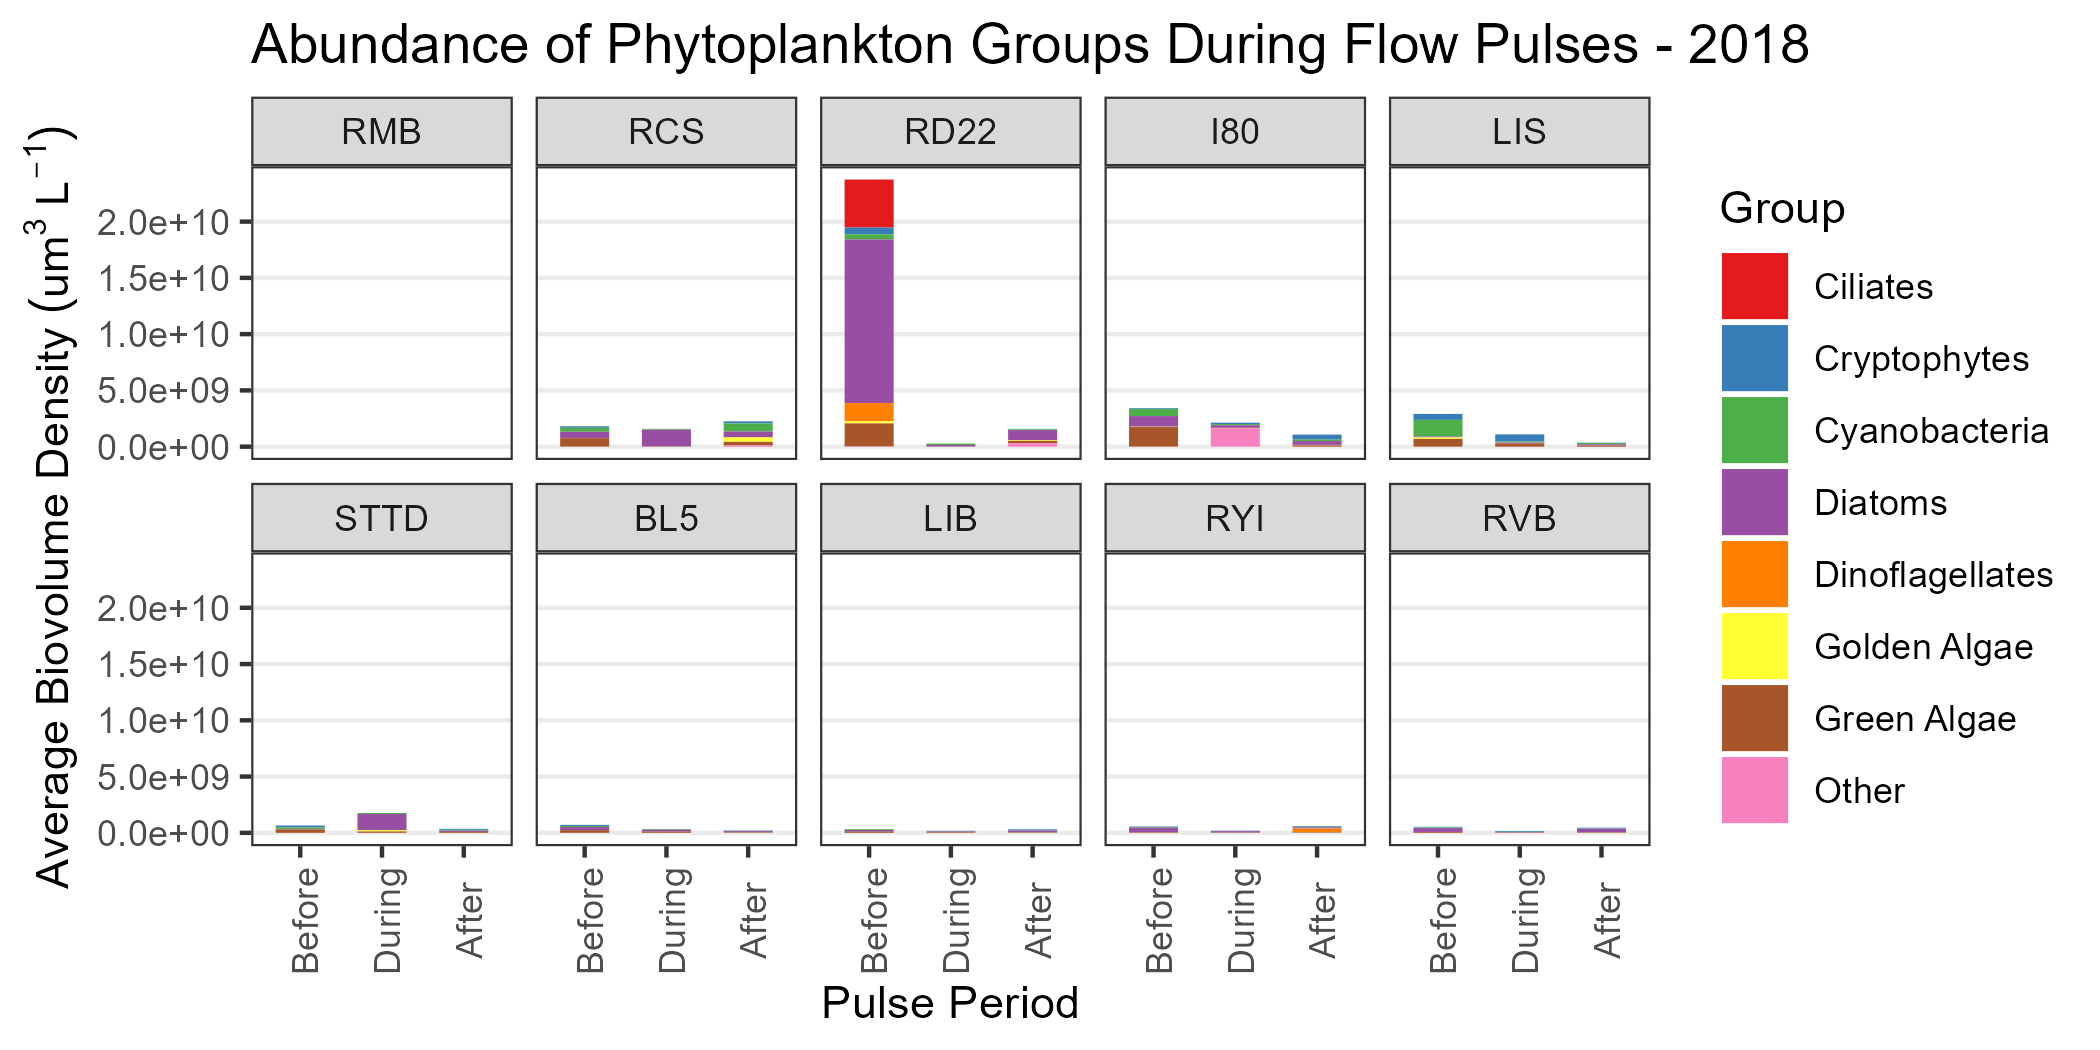 Abundance of Phytoplankton Groups During Flow Pulses - 2018
Average Biovolume Density (um³ L⁻¹)
RMB
RCS
RD22
I80
LIS
2.0e+10
1.5e+10
1.0e+10
5.0e+09
0.0e+00
STTD
BL5
LIB
RYI
RVB
2.0e+10
1.5e+10
1.0e+10
5.0e+09
0.0e+00
Before
During
After
Before
During
After
Before
During
After
Before
During
After
Before
During
After
Pulse Period
Group
Ciliates
Cryptophytes
Cyanobacteria
Diatoms
Dinoflagellates
Golden Algae
Green Algae
Other